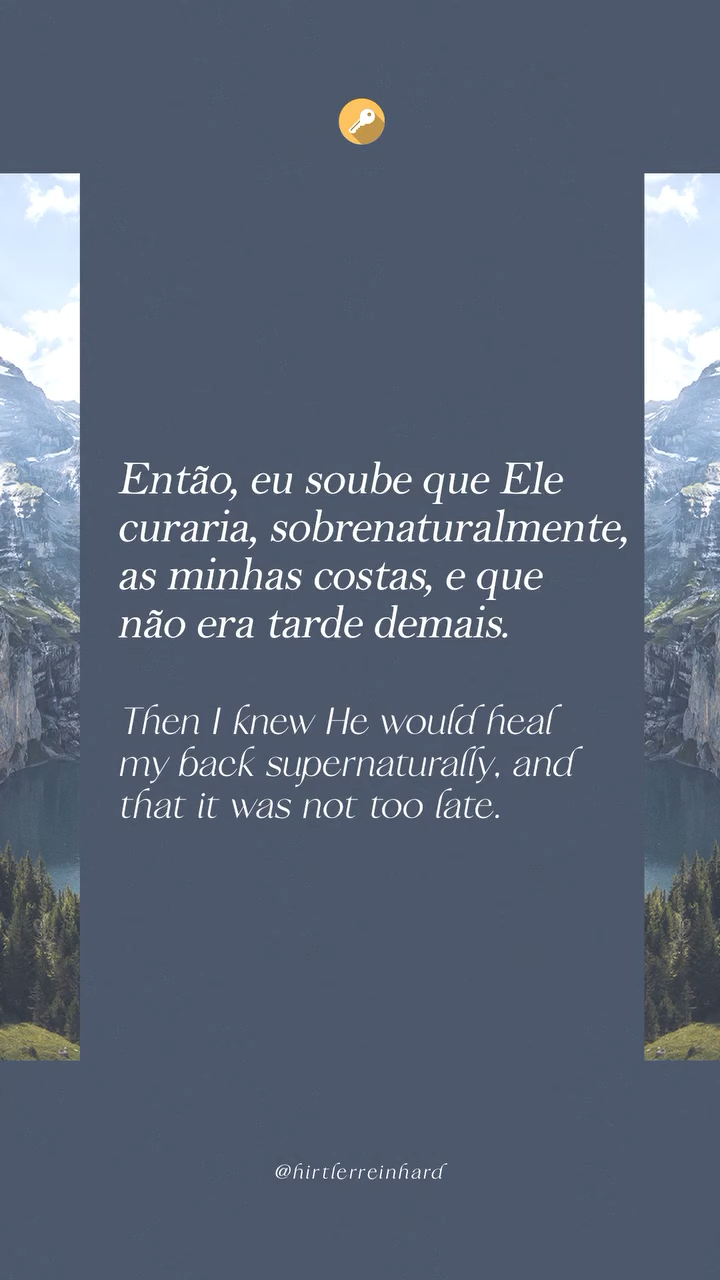 Então, eu soube que Ele
curaria, sobrenaturalmente,
as minhas costas, e que
não era tarde demais.
Then I knew He would heal
my back supernaturally, and
that it was not too late.
@hirtlerreinhard